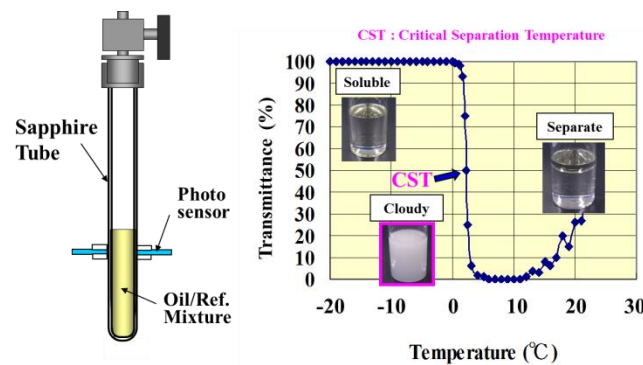 Sapphire
Tube
Photo
sensor
Oil/Ref.
Mixture
CST : Critical Separation Temperature
Transmittance (%)
100
90
80
70
60
50
40
30
20
10
0
Soluble
Separate
CST
Cloudy
-20 -10 0 10 20 30
Temperature (℃)